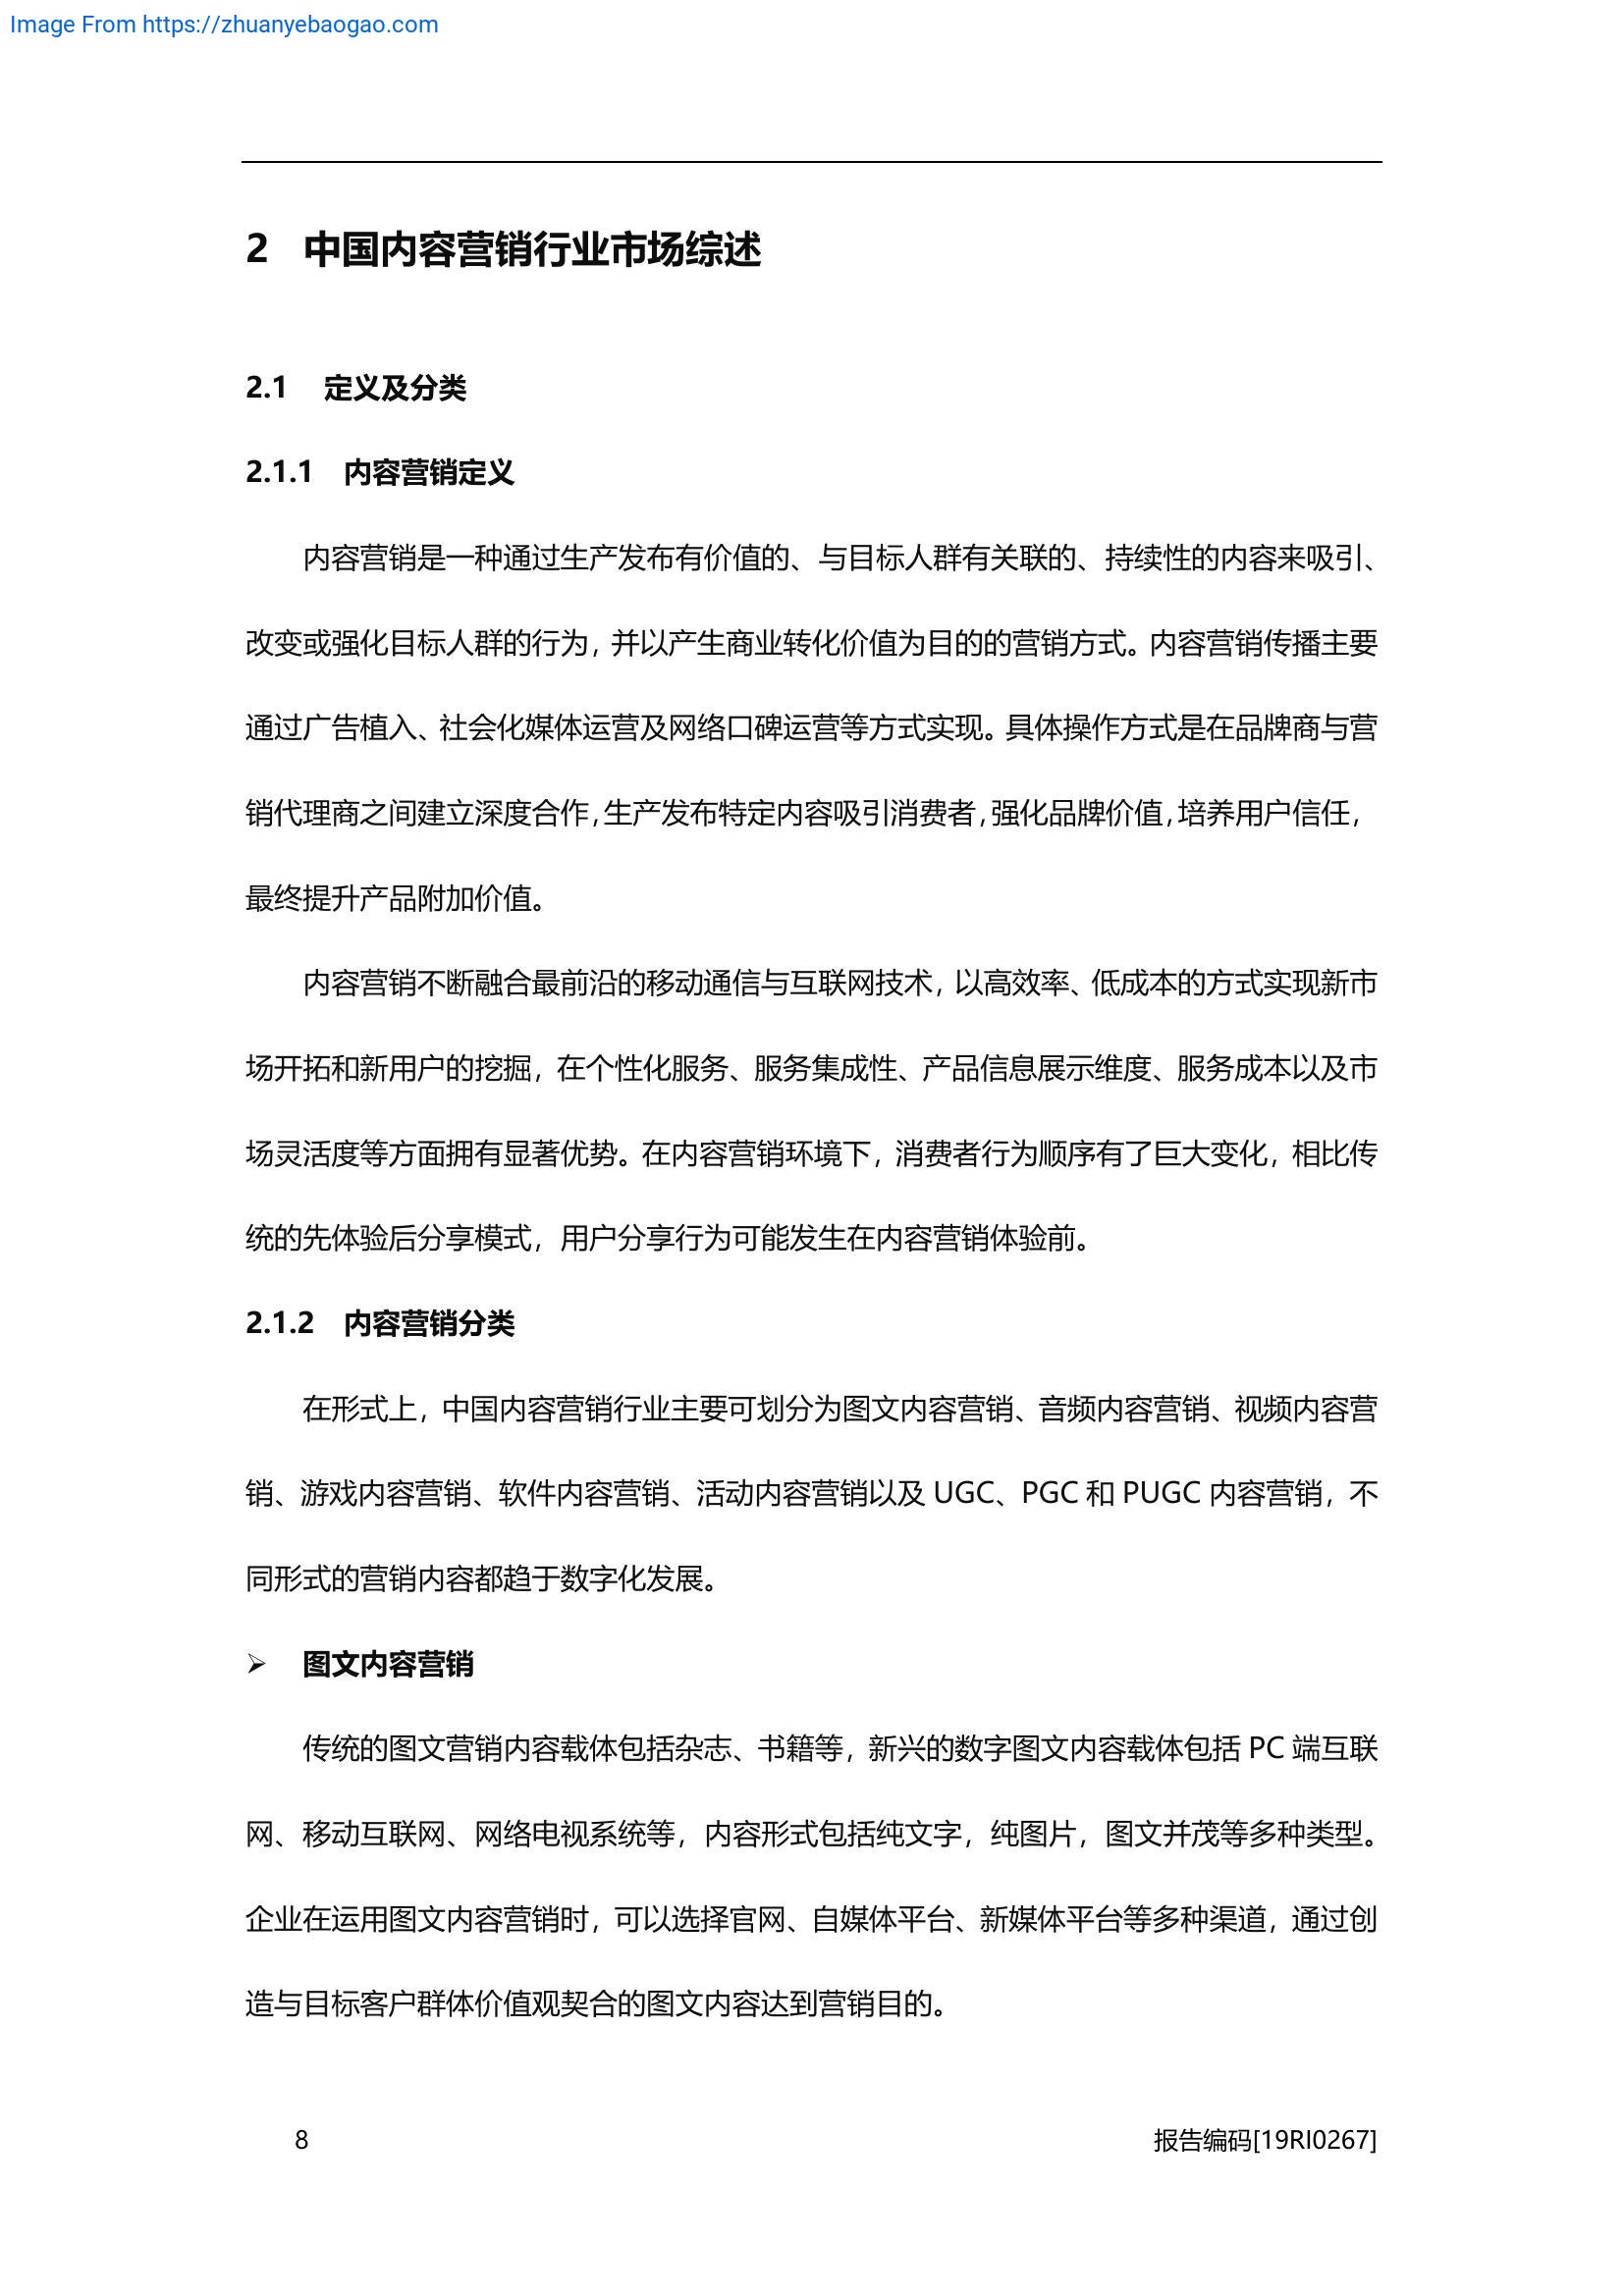 Image From https://zhuanyebaogao.com
2 中国内容营销行业市场综述
2.1 定义及分类
2.1.1 内容营销定义
内容营销是一种通过生产发布有价值的、与目标人群有关联的、持续性的内容来吸引、
改变或强化目标人群的行为，并以产生商业转化价值为目的的营销方式。内容营销传播主要
通过广告植入、社会化媒体运营及网络口碑运营等方式实现。具体操作方式是在品牌商与营
销代理商之间建立深度合作，生产发布特定内容吸引消费者，强化品牌价值，培养用户信任，
最终提升产品附加价值。
内容营销不断融合最前沿的移动通信与互联网技术，以高效率、低成本的方式实现新市
场开拓和新用户的挖掘，在个性化服务、服务集成性、产品信息展示维度、服务成本以及市
场灵活度等方面拥有显著优势。在内容营销环境下，消费者行为顺序有了巨大变化，相比传
统的先体验后分享模式，用户分享行为可能发生在内容营销体验前。
2.1.2 内容营销分类
在形式上，中国内容营销行业主要可划分为图文内容营销、音频内容营销、视频内容营
销、游戏内容营销、软件内容营销、活动内容营销以及 UGC、PGC 和 PUGC 内容营销，不
同形式的营销内容都趋于数字化发展。
➢ 图文内容营销
传统的图文营销内容载体包括杂志、书籍等，新兴的数字图文内容载体包括 PC 端互联
网、移动互联网、网络电视系统等，内容形式包括纯文字，纯图片，图文并茂等多种类型。
企业在运用图文内容营销时，可以选择官网、自媒体平台、新媒体平台等多种渠道，通过创
造与目标客户群体价值观契合的图文内容达到营销目的。
8 报告编码[19RI0267]